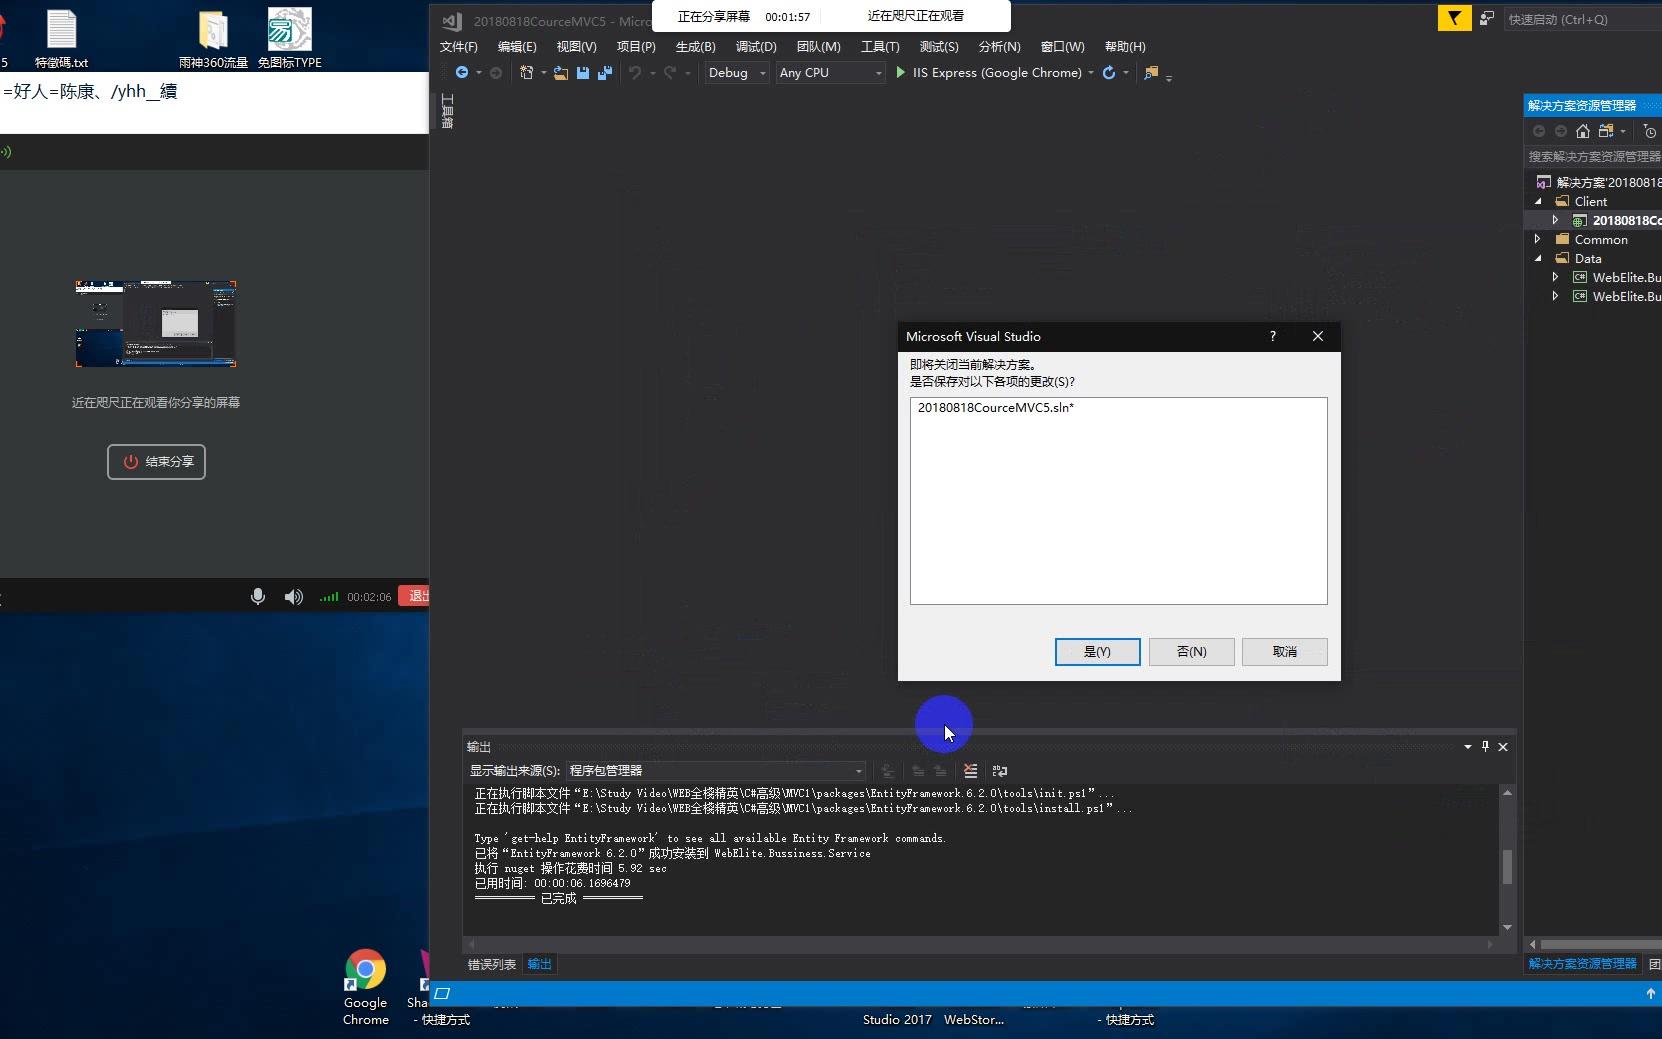 5
特徵碼.txt
雨神360流量
免图标TYPE
=好人=陈康、/yhh__續
近在咫尺正在观看你分享的屏幕
结束分享
00:02:06
退出
正在分享屏幕 00:01:57 近在咫尺正在观看
20180818CourceMVC5 - Micro
快速启动 (Ctrl+Q)
文件(F) 编辑(E) 视图(V) 项目(P) 生成(B) 调试(D) 团队(M) 工具(T) 测试(S) 分析(N) 窗口(W) 帮助(H)
Debug Any CPU IIS Express (Google Chrome)
工具箱
解决方案资源管理器
搜索解决方案资源管理器
解决方案'20180818
Client
20180818Co
Common
Data
WebElite.Bu
WebElite.Bu
Microsoft Visual Studio ?
即将关闭当前解决方案。
是否保存对以下各项的更改(S)?
20180818CourceMVC5.sln*
是(Y) 否(N) 取消
输出
显示输出来源(S): 程序包管理器
正在执行脚本文件“E:\Study Video\WEB全棧精英\C#高级\MVC1\packages\EntityFramework.6.2.0\tools\init.ps1”...
正在执行脚本文件“E:\Study Video\WEB全棧精英\C#高级\MVC1\packages\EntityFramework.6.2.0\tools\install.ps1”...
Type 'get-help EntityFramework' to see all available Entity Framework commands.
已将“EntityFramework 6.2.0”成功安装到 WebElite.Bussiness.Service
执行 nuget 操作花费时间 5.92 sec
已用时间: 00:00:06.1696479
========== 已完成 ==========
错误列表 输出
解决方案资源管理器 团
Google Chrome
Sha
- 快捷方式
Studio 2017
WebStor...
- 快捷方式